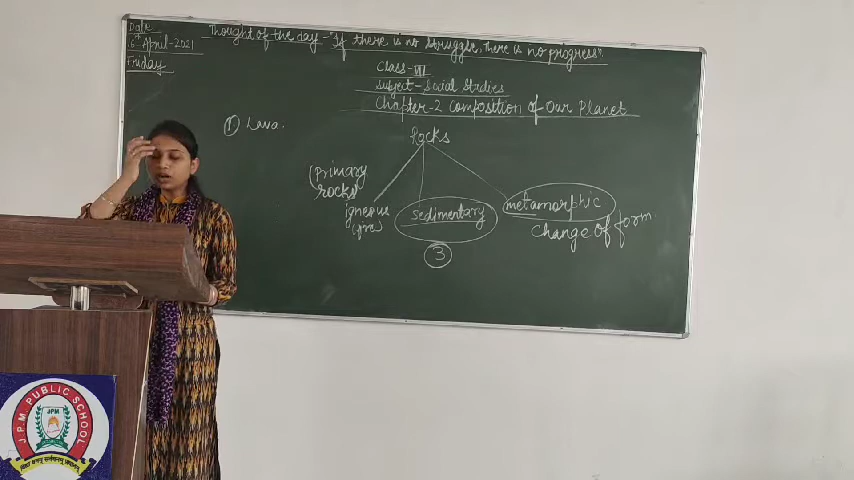 Date
16th April-2021
Friday
Thought of the day - "If there is no struggle, there is no progress".
Class - VII
Subject - Social Studies
Chapter-2 Composition of Our Planet
① Lava.
Rocks
(Primary
rocks)
igneous
(fire)
sedimentary
③
metamorphic
change of form
J.P.M. PUBLIC SCHOOL
JPM